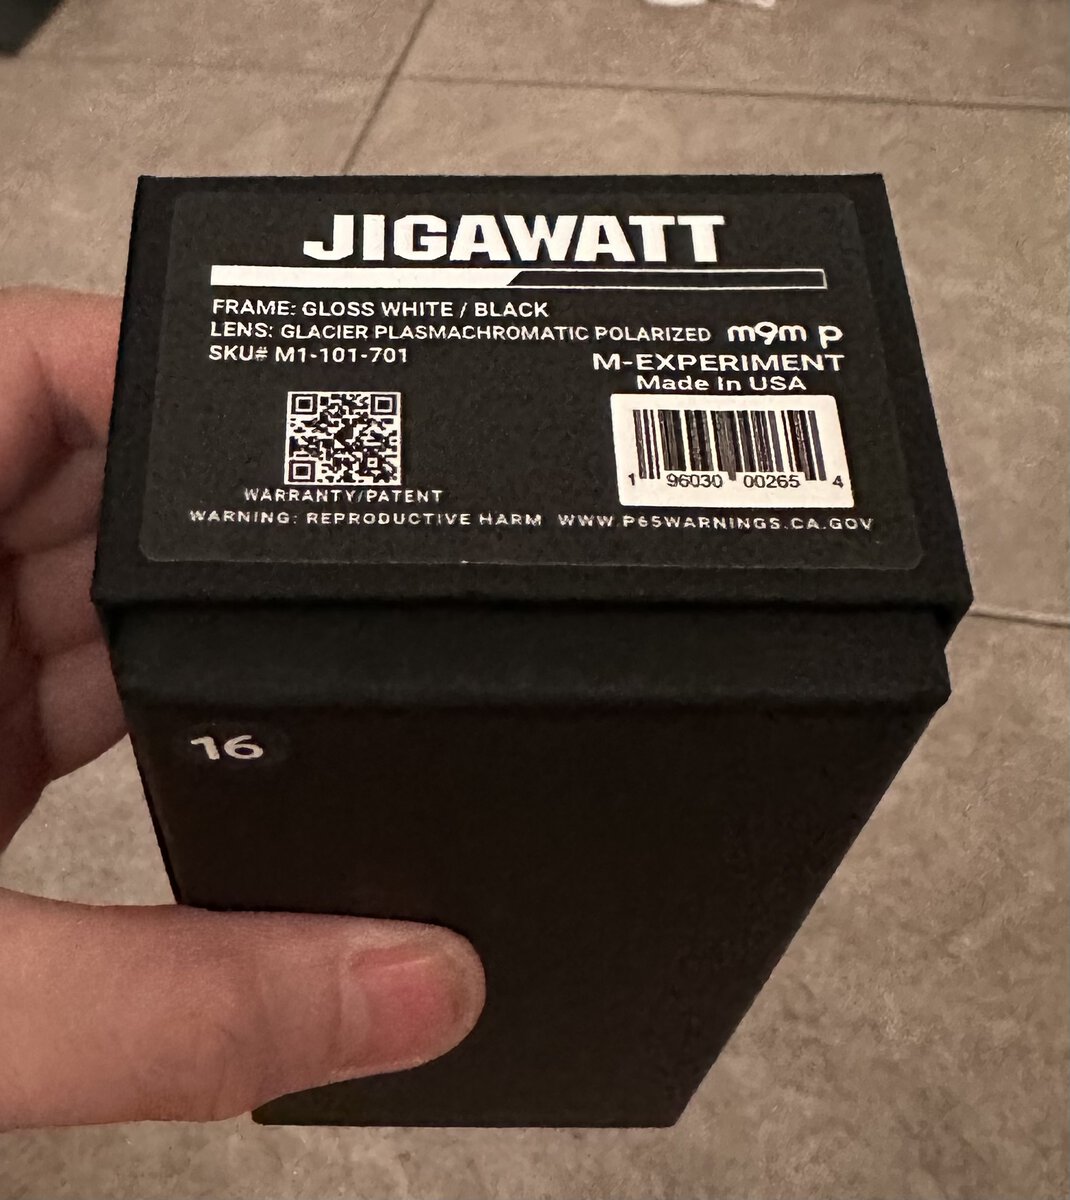 JIGAWATT
FRAME: GLOSS WHITE / BLACK
LENS: GLACIER PLASMACHROMATIC POLARIZED m9m p
SKU# M1-101-701
M-EXPERIMENT
Made In USA
1 96030 00265 4
WARRANTY/PATENT
WARNING: REPRODUCTIVE HARM WWW.P65WARNINGS.CA.GOV
16